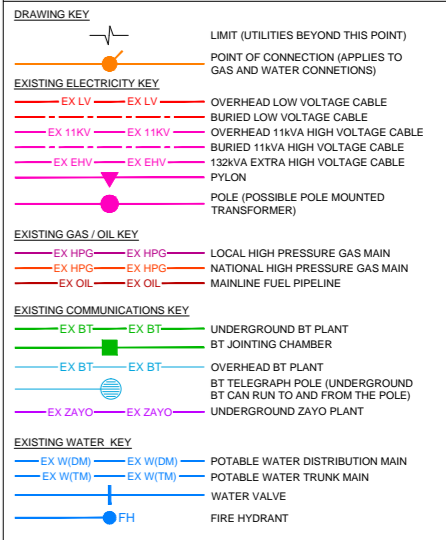 DRAWING KEY
LIMIT (UTILITIES BEYOND THIS POINT)
POINT OF CONNECTION (APPLIES TO
GAS AND WATER CONNETIONS)
EXISTING ELECTRICITY KEY
EX LV EX LV OVERHEAD LOW VOLTAGE CABLE
BURIED LOW VOLTAGE CABLE
EX 11KV EX 11KV OVERHEAD 11kVA HIGH VOLTAGE CABLE
BURIED 11kVA HIGH VOLTAGE CABLE
EX EHV EX EHV 132kVA EXTRA HIGH VOLTAGE CABLE
PYLON
POLE (POSSIBLE POLE MOUNTED
TRANSFORMER)
EXISTING GAS / OIL KEY
EX HPG EX HPG LOCAL HIGH PRESSURE GAS MAIN
EX HPG EX HPG NATIONAL HIGH PRESSURE GAS MAIN
EX OIL EX OIL MAINLINE FUEL PIPELINE
EXISTING COMMUNICATIONS KEY
EX BT EX BT UNDERGROUND BT PLANT
BT JOINTING CHAMBER
EX BT EX BT OVERHEAD BT PLANT
BT TELEGRAPH POLE (UNDERGROUND
BT CAN RUN TO AND FROM THE POLE)
EX ZAYO EX ZAYO UNDERGROUND ZAYO PLANT
EXISTING WATER KEY
EX W(DM) EX W(DM) POTABLE WATER DISTRIBUTION MAIN
EX W(TM) EX W(TM) POTABLE WATER TRUNK MAIN
WATER VALVE
FH FIRE HYDRANT